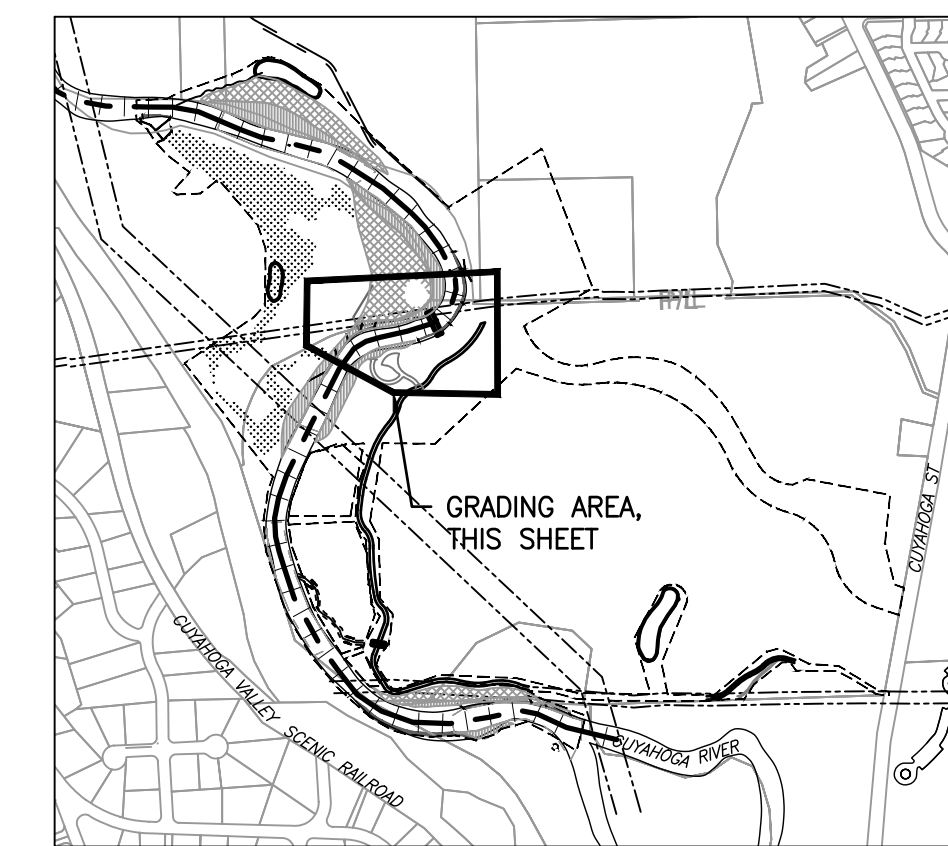 GRADING AREA,
THIS SHEET
CUYAHOGA ST
CUYAHOGA VALLEY SCENIC RAILROAD
CUYAHOGA RIVER